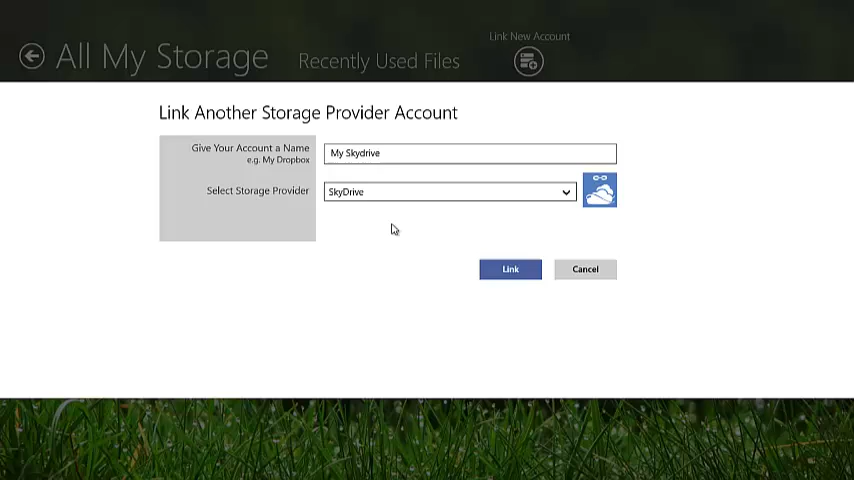 Link New Account
All My Storage
Recently Used Files
Link Another Storage Provider Account
Give Your Account a Name
e.g. My Dropbox
My Skydrive
Select Storage Provider
SkyDrive
Link
Cancel